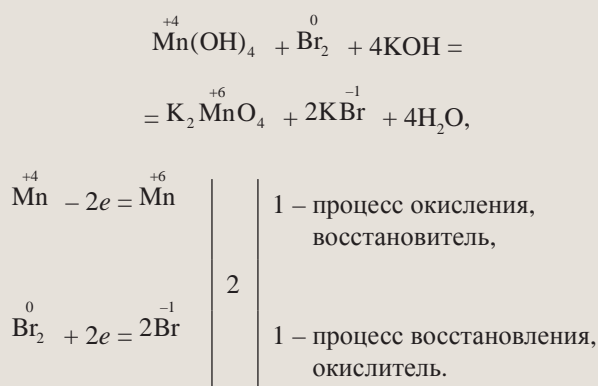 +4 0
Mn(OH)₄ + Br₂ + 4KOH =
+6 –1
= K₂MnO₄ + 2KBr + 4H₂O,
+4 +6
Mn – 2e = Mn 1 – процесс окисления,
восстановитель,
2
0 –1
Br₂ + 2e = 2Br 1 – процесс восстановления,
окислитель.